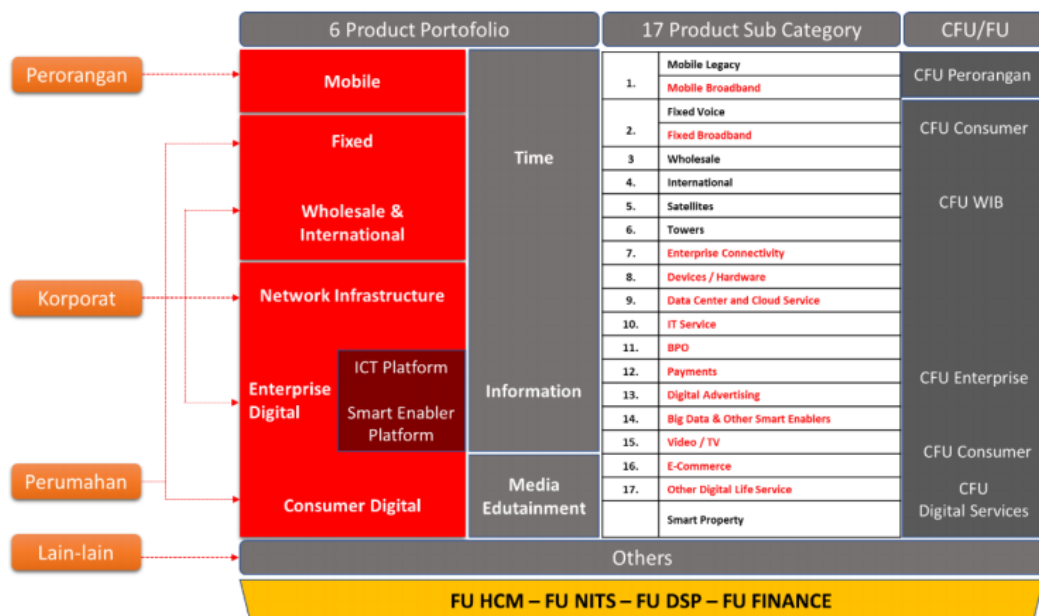 6 Product Portofolio
17 Product Sub Category
CFU/FU
Perorangan
Korporat
Perumahan
Lain-lain
Mobile
Fixed
Wholesale &
International
Network Infrastructure
Enterprise
Digital
ICT Platform
Smart Enabler
Platform
Consumer Digital
Time
Information
Media
Edutainment
1.
Mobile Legacy
Mobile Broadband
2.
Fixed Voice
Fixed Broadband
3 Wholesale
4. International
5. Satellites
6. Towers
7. Enterprise Connectivity
8. Devices / Hardware
9. Data Center and Cloud Service
10. IT Service
11. BPO
12. Payments
13. Digital Advertising
14. Big Data & Other Smart Enablers
15. Video / TV
16. E-Commerce
17. Other Digital Life Service
Smart Property
CFU Perorangan
CFU Consumer
CFU WIB
CFU Enterprise
CFU Consumer
CFU
Digital Services
Others
FU HCM – FU NITS – FU DSP – FU FINANCE